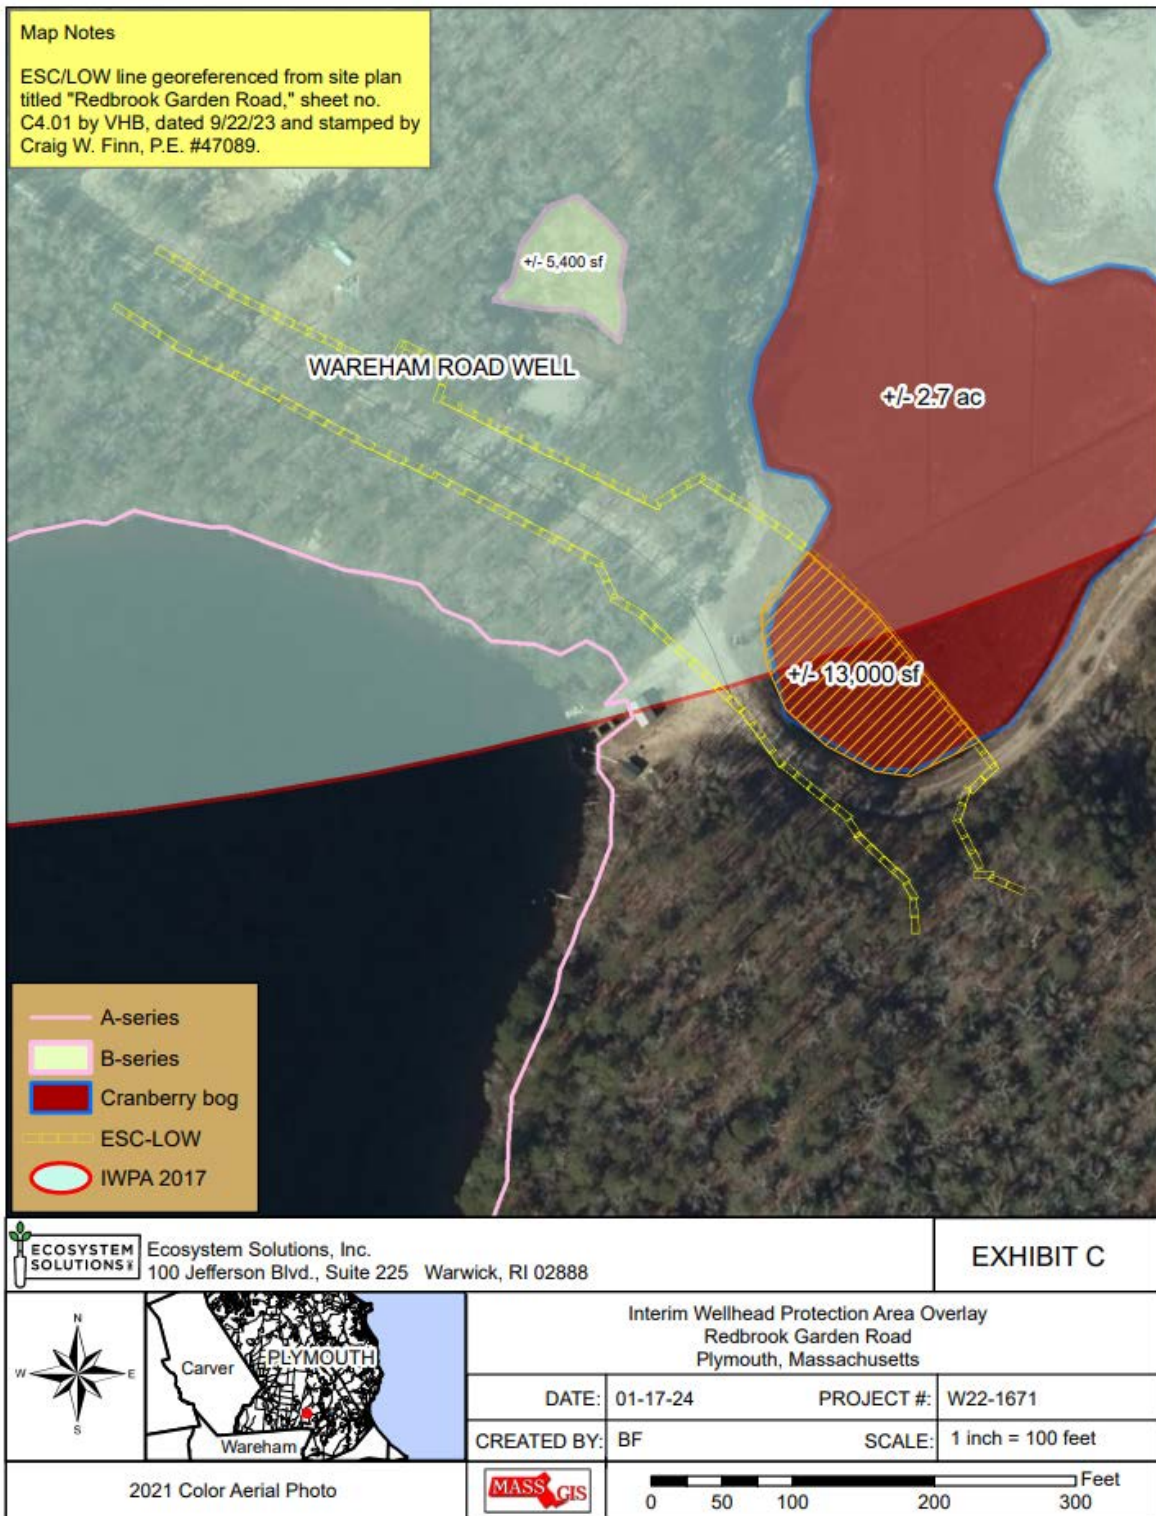 Map Notes
ESC/LOW line georeferenced from site plan
titled "Redbrook Garden Road," sheet no.
C4.01 by VHB, dated 9/22/23 and stamped by
Craig W. Finn, P.E. #47089.
+/- 5,400 sf
WAREHAM ROAD WELL
+/- 2.7 ac
+/- 13,000 sf
A-series
B-series
Cranberry bog
ESC-LOW
IWPA 2017
ECOSYSTEM
SOLUTIONS
Ecosystem Solutions, Inc.
100 Jefferson Blvd., Suite 225 Warwick, RI 02888
EXHIBIT C
N
W
E
S
Carver
PLYMOUTH
Wareham
Interim Wellhead Protection Area Overlay
Redbrook Garden Road
Plymouth, Massachusetts
DATE: 01-17-24 PROJECT #: W22-1671
CREATED BY: BF SCALE: 1 inch = 100 feet
2021 Color Aerial Photo
MASS GIS
Feet
0 50 100 200 300